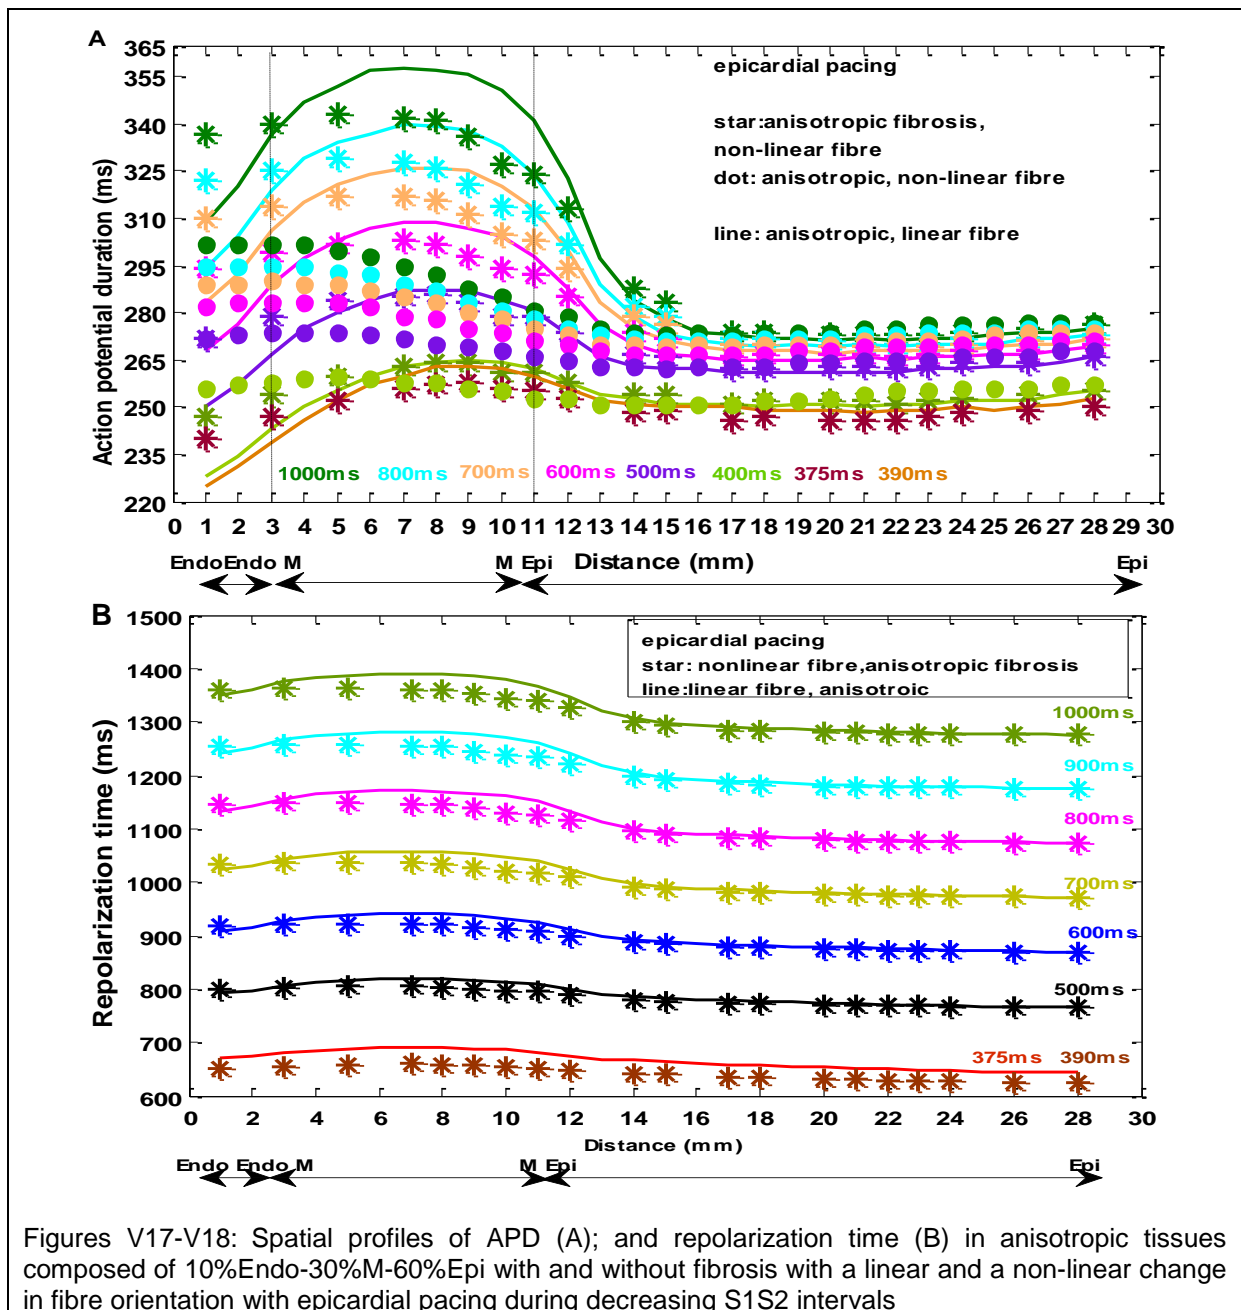 A
365
355
340
325
310
295
280
265
250
235
220
Action potential duration (ms)
epicardial pacing
star:anisotropic fibrosis,
non-linear fibre
dot: anisotropic, non-linear fibre
line: anisotropic, linear fibre
1000ms 800ms 700ms 600ms 500ms 400ms 375ms 390ms
0 1 2 3 4 5 6 7 8 9 10 11 12 13 14 15 16 17 18 19 20 21 22 23 24 25 26 27 28 29 30
Endo Endo M M Epi Distance (mm) Epi
B
1500
1400
1300
1200
1100
1000
900
800
700
600
Repolarization time (ms)
epicardial pacing
star: nonlinear fibre,anisotropic fibrosis
line:linear fibre, anisotroic
1000ms
900ms
800ms
700ms
600ms
500ms
375ms 390ms
0 2 4 6 8 10 12 14 16 18 20 22 24 26 28 30
Distance (mm)
Endo Endo M M Epi Epi
Figures V17-V18: Spatial profiles of APD (A); and repolarization time (B) in anisotropic tissues
composed of 10%Endo-30%M-60%Epi with and without fibrosis with a linear and a non-linear change
in fibre orientation with epicardial pacing during decreasing S1S2 intervals